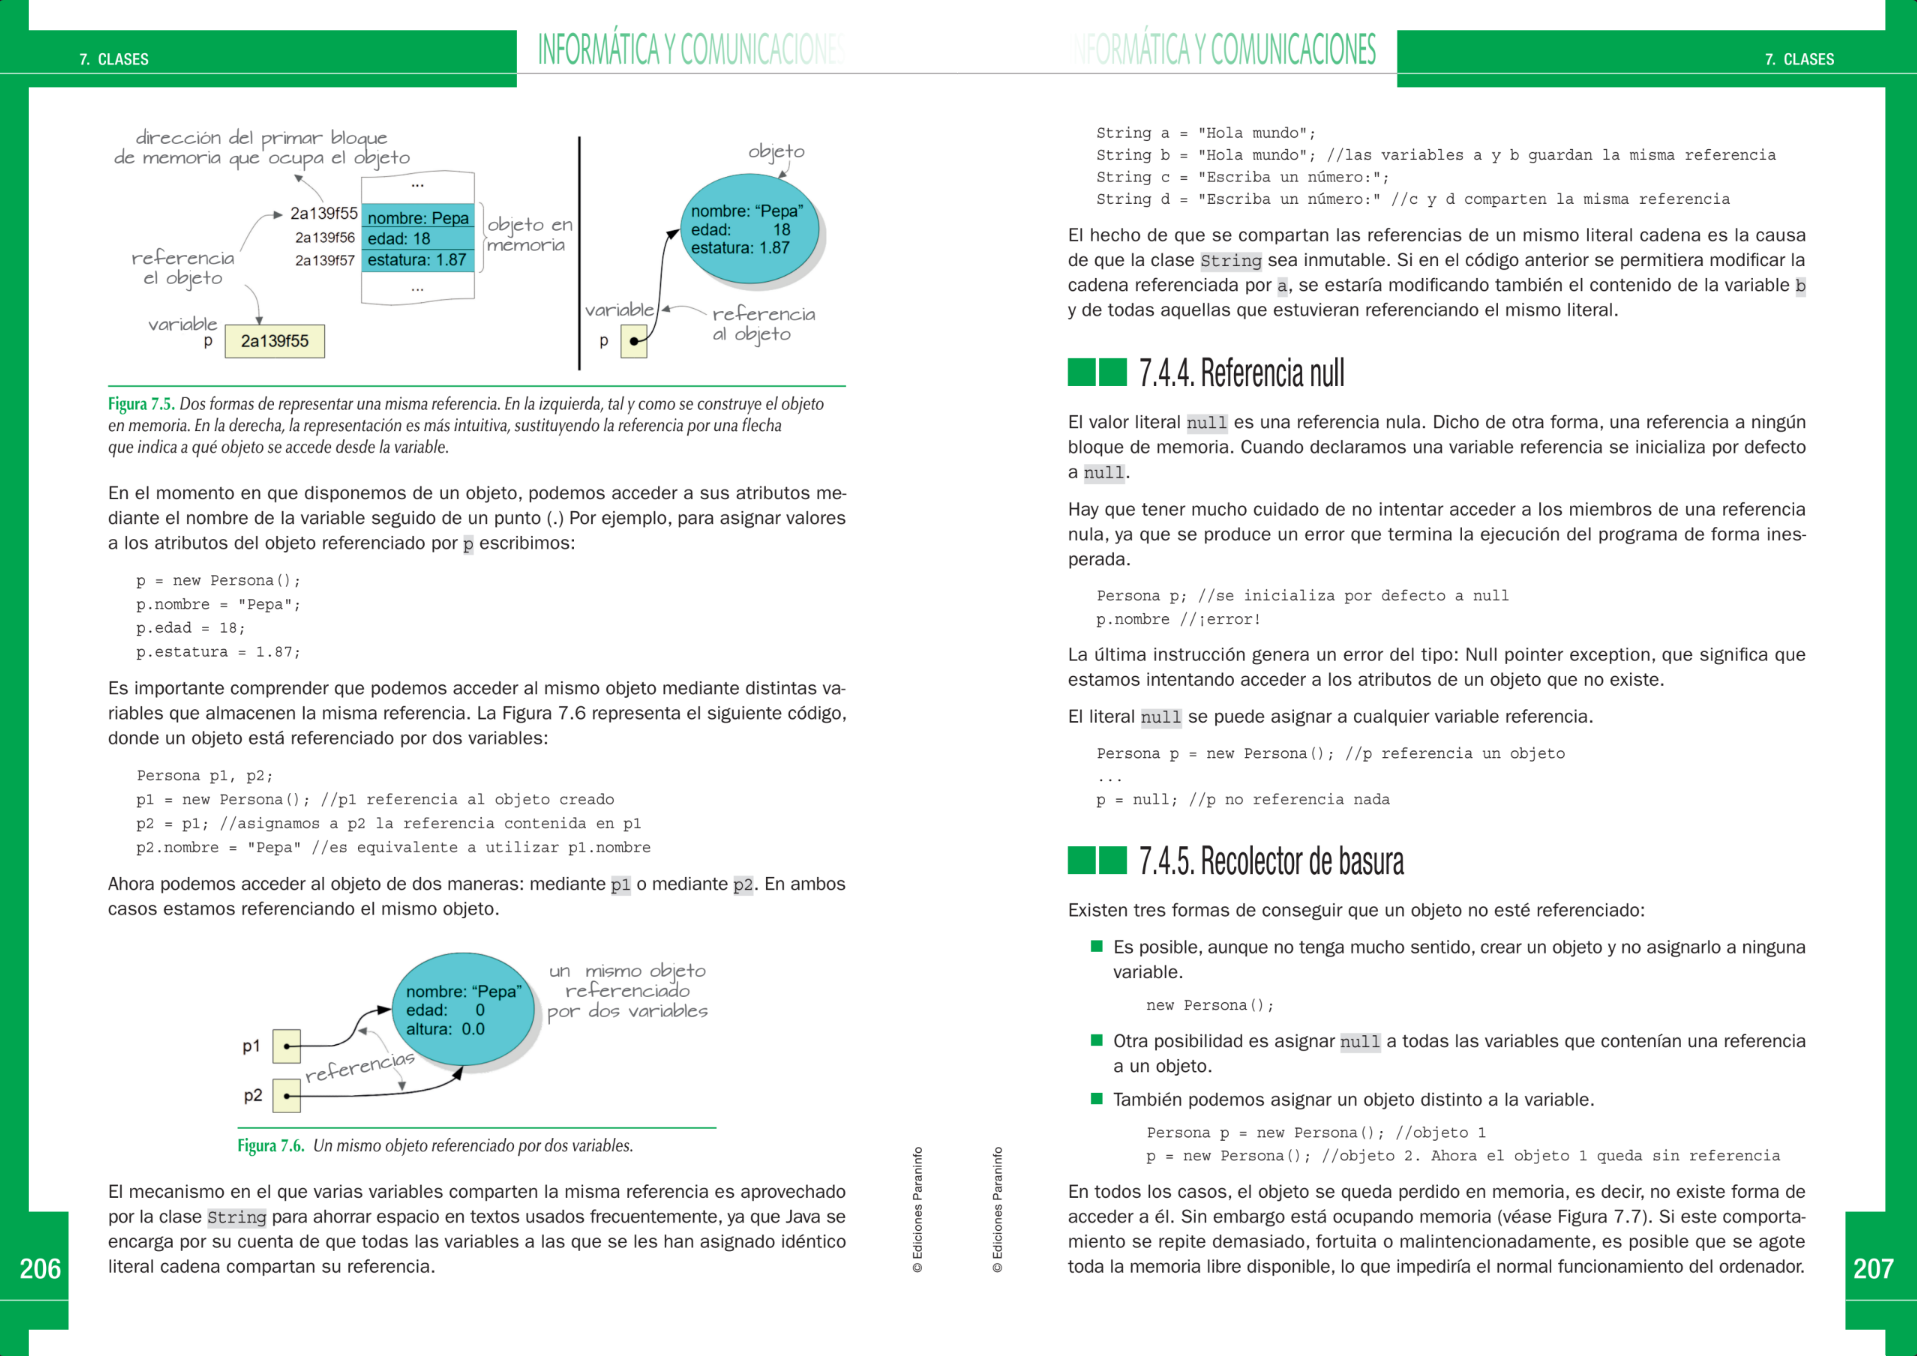 7. CLASES
INFORMÁTICA Y COMUNICACIONES
dirección del primar bloque
de memoria que ocupa el objeto
...
2a139f55 nombre: Pepa
2a139f56 edad: 18
2a139f57 estatura: 1.87
...
objeto en
memoria
referencia
el objeto
variable
p 2a139f55
objeto
nombre: “Pepa”
edad: 18
estatura: 1.87
variable
p
referencia
al objeto
Figura 7.5. Dos formas de representar una misma referencia. En la izquierda, tal y como se construye el objeto
en memoria. En la derecha, la representación es más intuitiva, sustituyendo la referencia por una flecha
que indica a qué objeto se accede desde la variable.
En el momento en que disponemos de un objeto, podemos acceder a sus atributos me-
diante el nombre de la variable seguido de un punto (.) Por ejemplo, para asignar valores
a los atributos del objeto referenciado por p escribimos:
p = new Persona();
p.nombre = "Pepa";
p.edad = 18;
p.estatura = 1.87;
Es importante comprender que podemos acceder al mismo objeto mediante distintas va-
riables que almacenen la misma referencia. La Figura 7.6 representa el siguiente código,
donde un objeto está referenciado por dos variables:
Persona p1, p2;
p1 = new Persona(); //p1 referencia al objeto creado
p2 = p1; //asignamos a p2 la referencia contenida en p1
p2.nombre = "Pepa" //es equivalente a utilizar p1.nombre
Ahora podemos acceder al objeto de dos maneras: mediante p1 o mediante p2. En ambos
casos estamos referenciando el mismo objeto.
nombre: “Pepa”
edad: 0
altura: 0.0
un mismo objeto
referenciado
por dos variables
p1
referencias
p2
Figura 7.6. Un mismo objeto referenciado por dos variables.
El mecanismo en el que varias variables comparten la misma referencia es aprovechado
por la clase String para ahorrar espacio en textos usados frecuentemente, ya que Java se
encarga por su cuenta de que todas las variables a las que se les han asignado idéntico
literal cadena compartan su referencia.
© Ediciones Paraninfo
206
INFORMÁTICA Y COMUNICACIONES
7. CLASES
String a = "Hola mundo";
String b = "Hola mundo"; //las variables a y b guardan la misma referencia
String c = "Escriba un número:";
String d = "Escriba un número:" //c y d comparten la misma referencia
El hecho de que se compartan las referencias de un mismo literal cadena es la causa
de que la clase String sea inmutable. Si en el código anterior se permitiera modificar la
cadena referenciada por a, se estaría modificando también el contenido de la variable b
y de todas aquellas que estuvieran referenciando el mismo literal.
7.4.4. Referencia null
El valor literal null es una referencia nula. Dicho de otra forma, una referencia a ningún
bloque de memoria. Cuando declaramos una variable referencia se inicializa por defecto
a null.
Hay que tener mucho cuidado de no intentar acceder a los miembros de una referencia
nula, ya que se produce un error que termina la ejecución del programa de forma ines-
perada.
Persona p; //se inicializa por defecto a null
p.nombre //¡error!
La última instrucción genera un error del tipo: Null pointer exception, que significa que
estamos intentando acceder a los atributos de un objeto que no existe.
El literal null se puede asignar a cualquier variable referencia.
Persona p = new Persona(); //p referencia un objeto
...
p = null; //p no referencia nada
7.4.5. Recolector de basura
Existen tres formas de conseguir que un objeto no esté referenciado:
Es posible, aunque no tenga mucho sentido, crear un objeto y no asignarlo a ninguna
variable.
new Persona();
Otra posibilidad es asignar null a todas las variables que contenían una referencia
a un objeto.
También podemos asignar un objeto distinto a la variable.
Persona p = new Persona(); //objeto 1
p = new Persona(); //objeto 2. Ahora el objeto 1 queda sin referencia
En todos los casos, el objeto se queda perdido en memoria, es decir, no existe forma de
acceder a él. Sin embargo está ocupando memoria (véase Figura 7.7). Si este comporta-
miento se repite demasiado, fortuita o malintencionadamente, es posible que se agote
toda la memoria libre disponible, lo que impediría el normal funcionamiento del ordenador.
© Ediciones Paraninfo
207